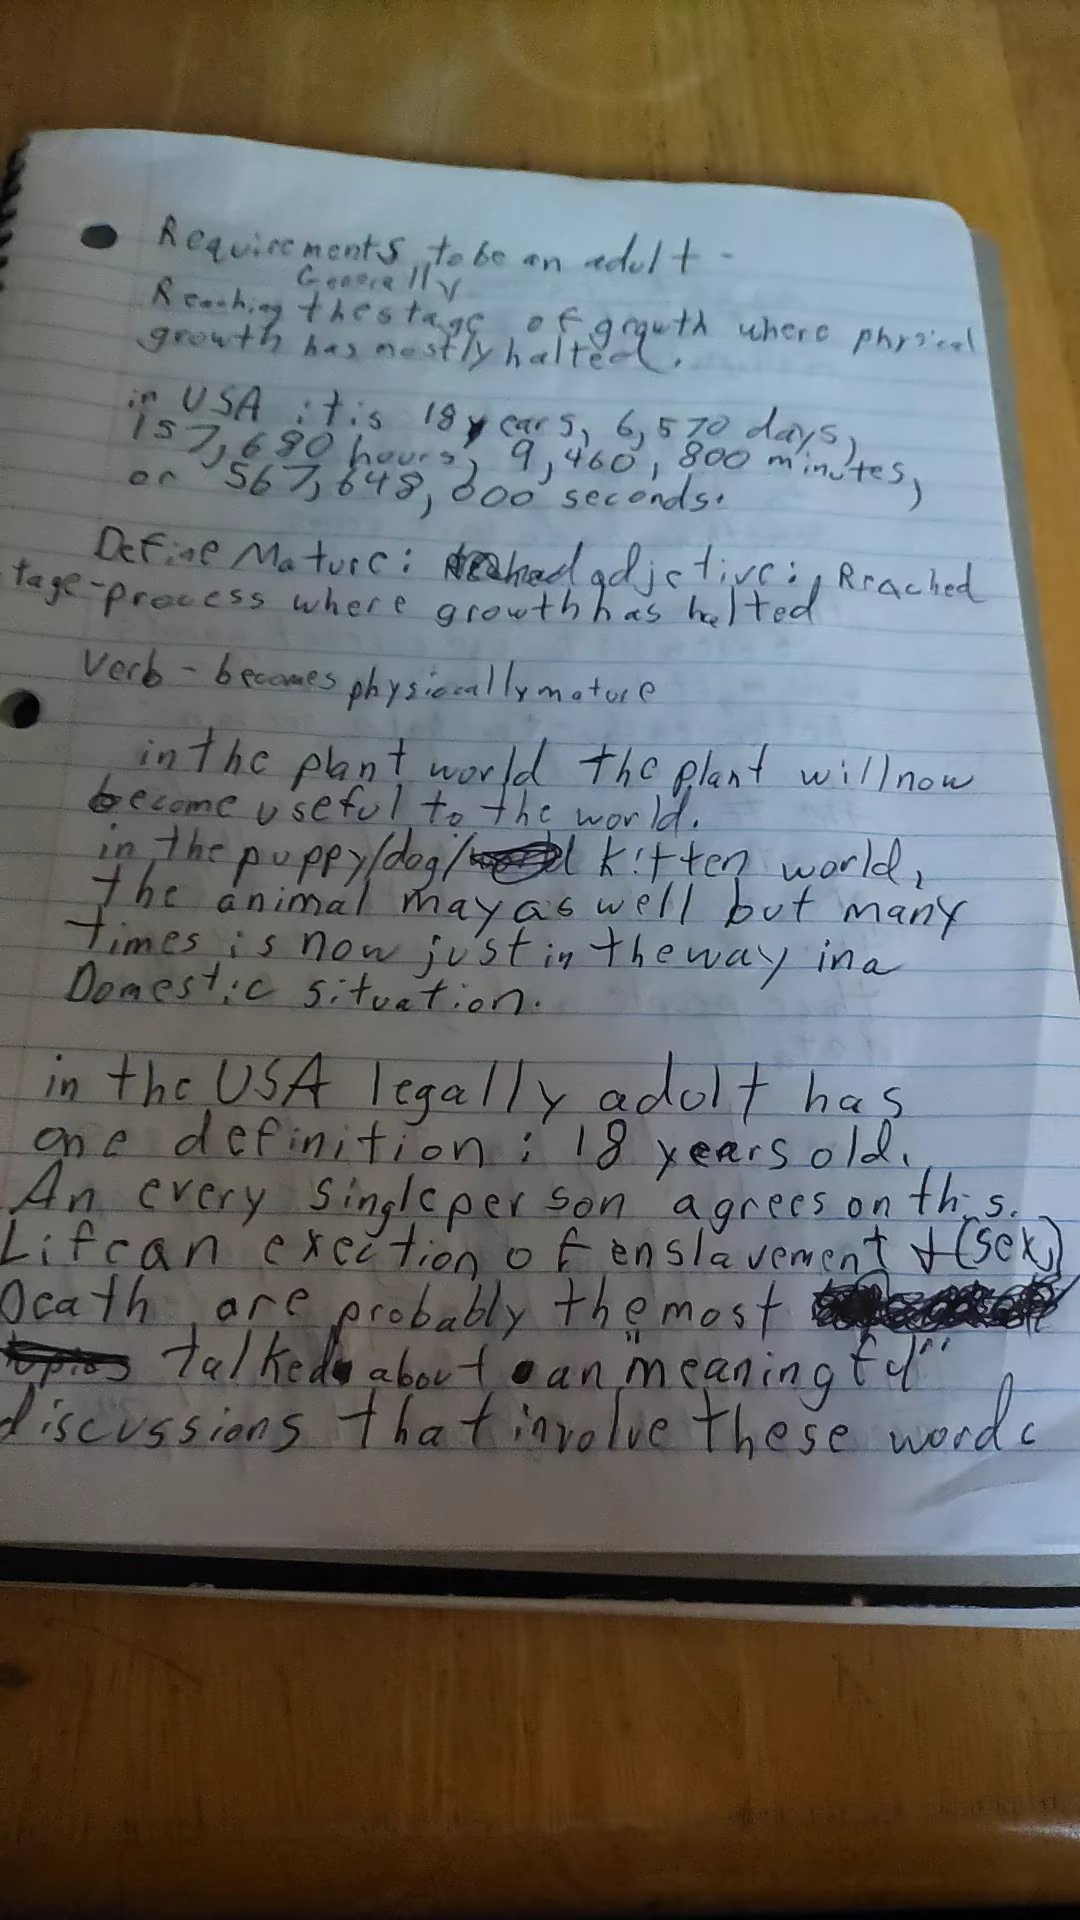 Requirements to be an adult -
Generally
Reaching the stage of growth where physical
growth has mostly halted.
in USA it is 18 years, 6,570 days,
157,680 hours, 9,460,800 minutes,
or 567,648,000 seconds.
Define Mature: adjctive: Reached
tage-process where growth has halted
Verb - becomes physically mature
in the plant world the plant will now
become useful to the world.
in the puppy/dog/ kitten world,
the animal may as well but many
times is now just in the way in a
Domestic situation.
in the USA legally adult has
one definition: 18 years old.
An every single person agrees on this.
Lif can exection of enslavement + (sex,)
Death are probably the most
talked about an "meaningful"
discussions that involve these words